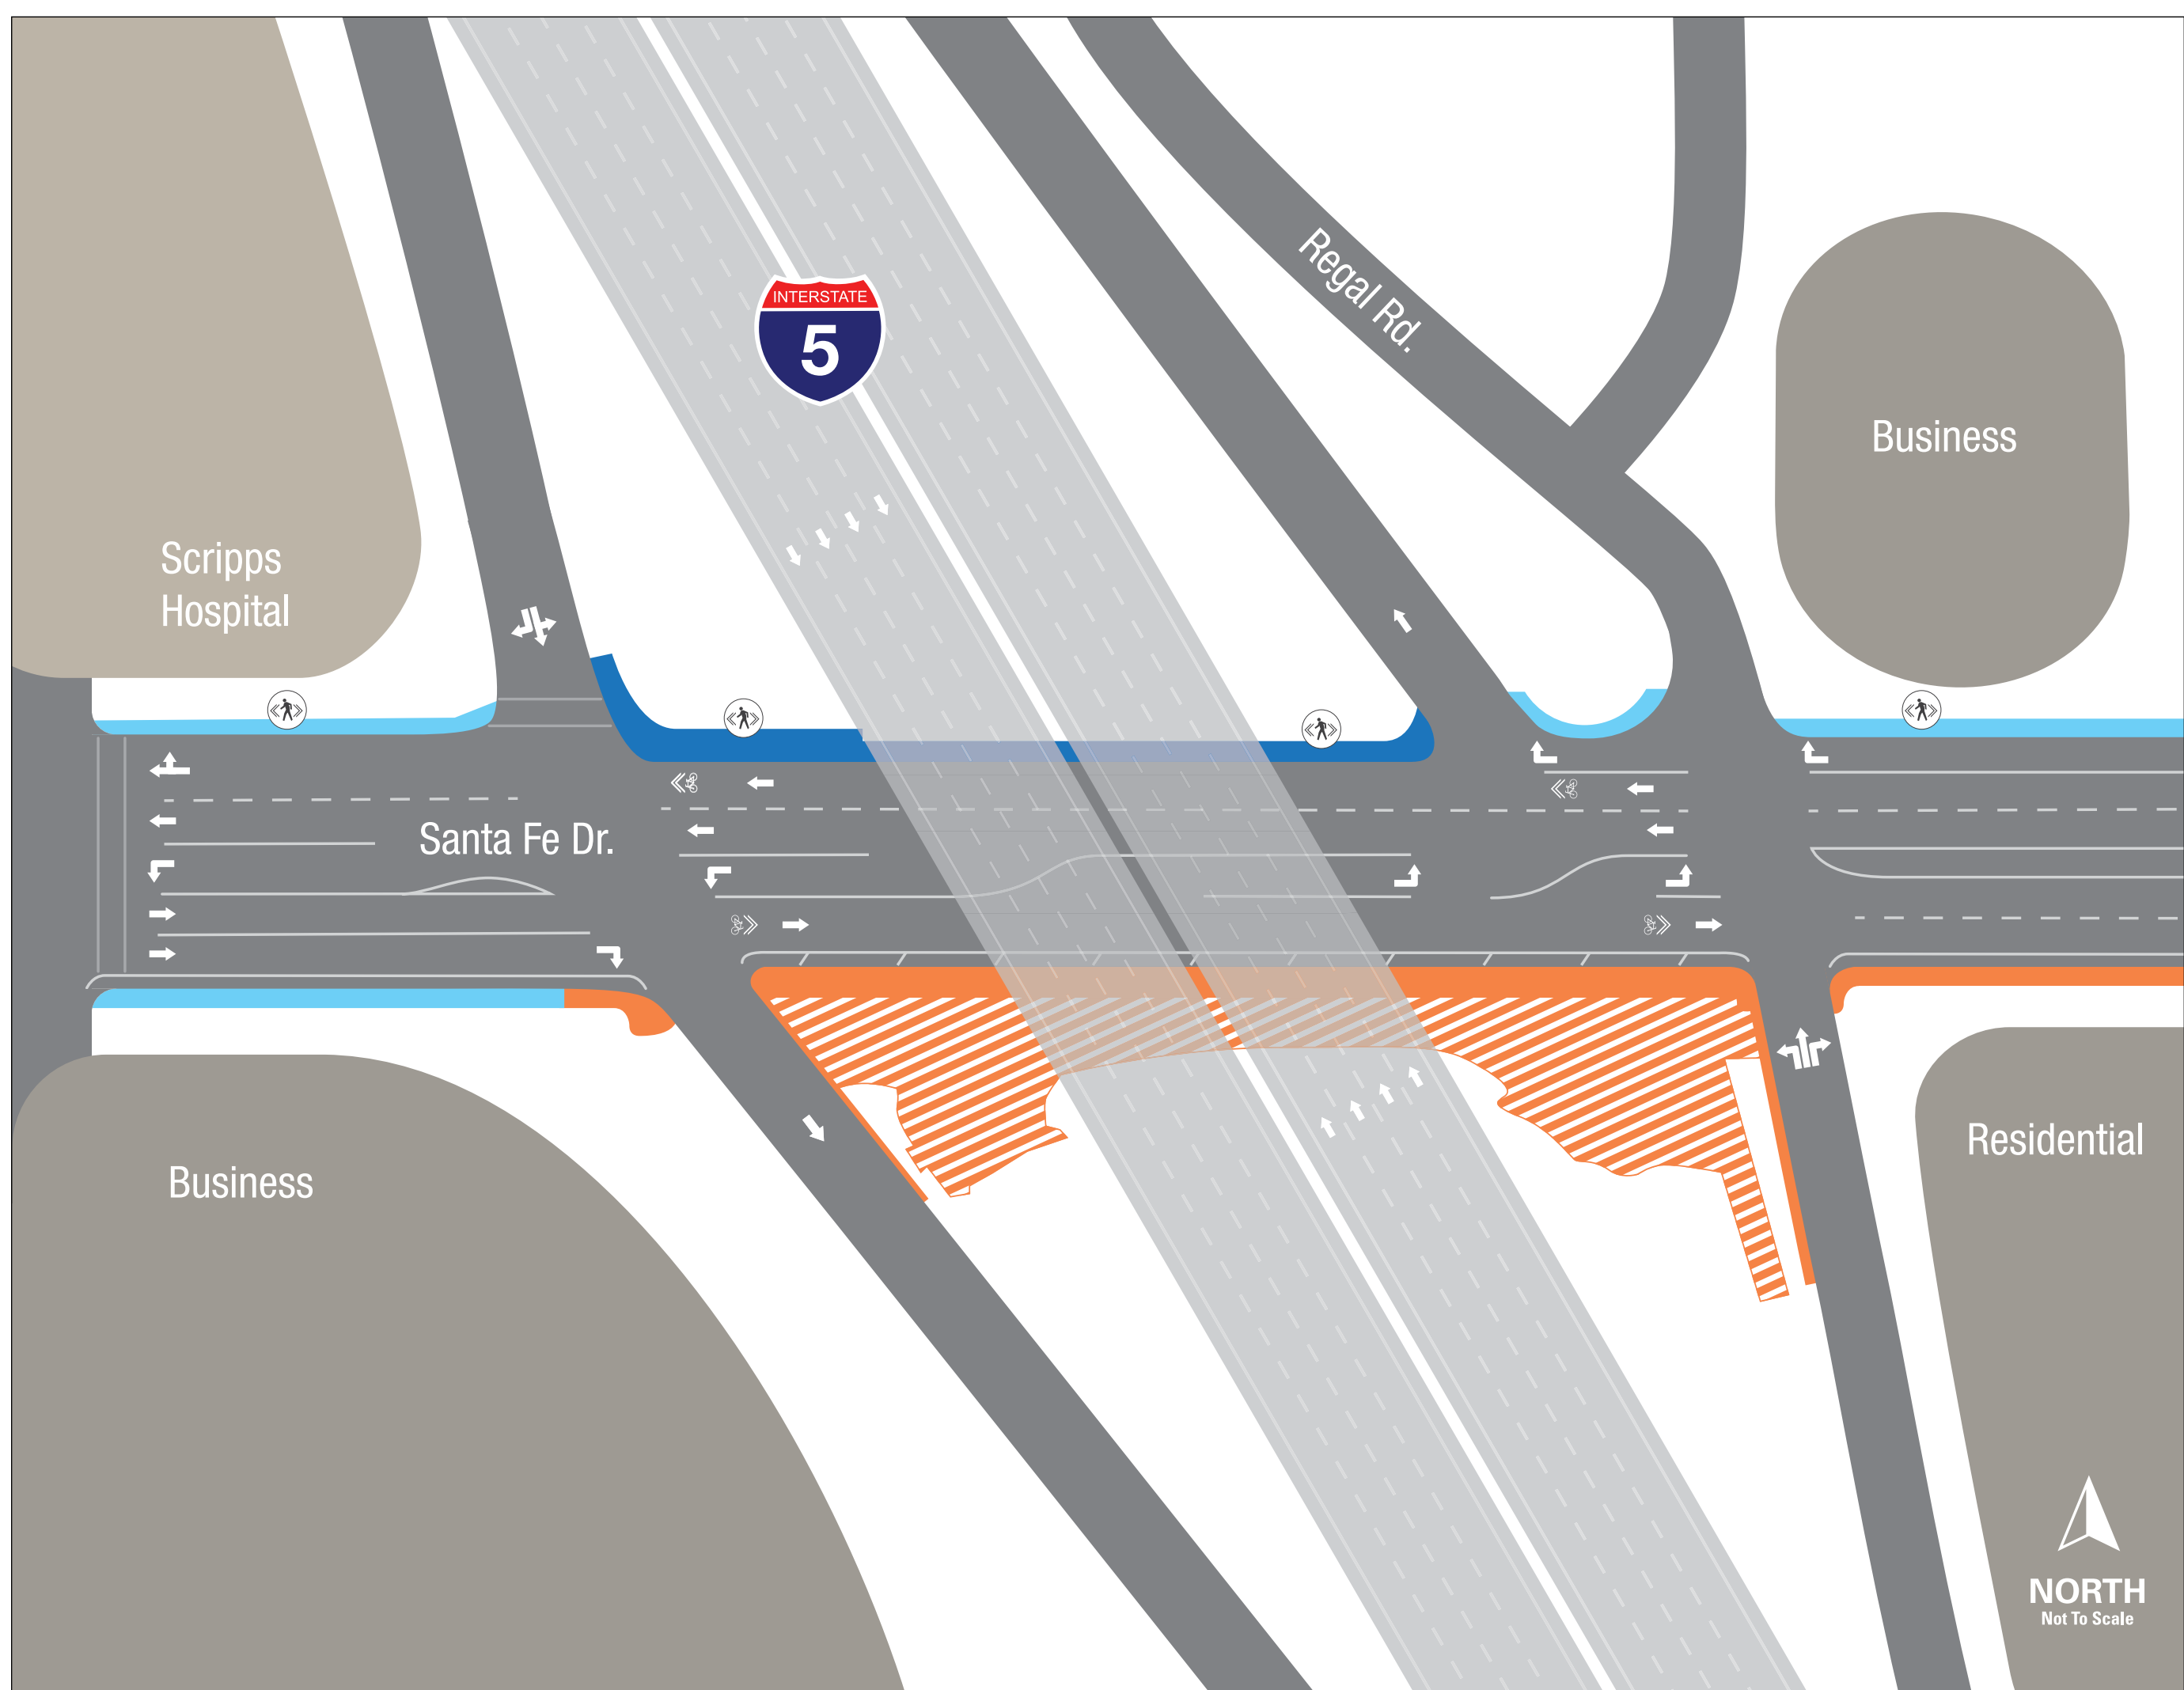 INTERSTATE
5
Regal Rd.
Business
Scripps
Hospital
Santa Fe Dr.
Business
Residential
NORTH
Not To Scale